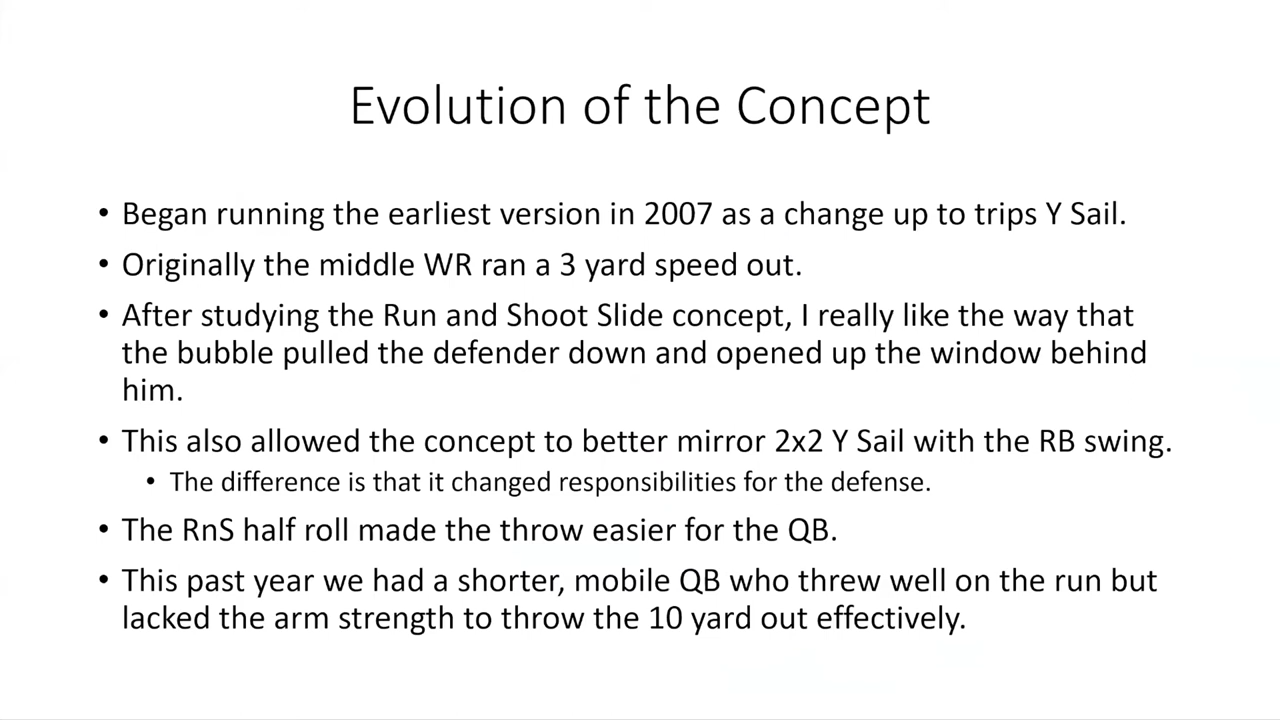 Evolution of the Concept
• Began running the earliest version in 2007 as a change up to trips Y Sail.
• Originally the middle WR ran a 3 yard speed out.
• After studying the Run and Shoot Slide concept, I really like the way that
the bubble pulled the defender down and opened up the window behind
him.
• This also allowed the concept to better mirror 2x2 Y Sail with the RB swing.
• The difference is that it changed responsibilities for the defense.
• The RnS half roll made the throw easier for the QB.
• This past year we had a shorter, mobile QB who threw well on the run but
lacked the arm strength to throw the 10 yard out effectively.